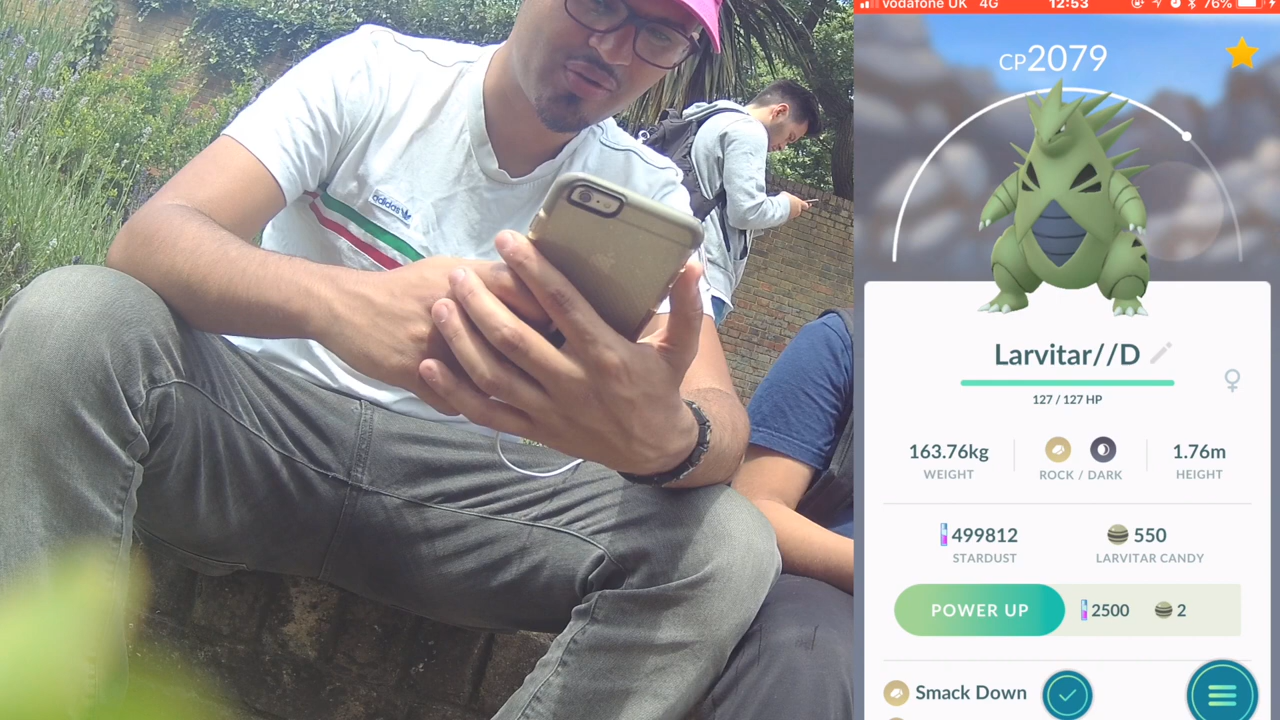 adidas
vodafone UK 4G 12:53 76%
CP2079
Larvitar//D
127 / 127 HP
163.76kg
WEIGHT
ROCK / DARK
1.76m
HEIGHT
499812
STARDUST
550
LARVITAR CANDY
POWER UP
2500
2
Smack Down